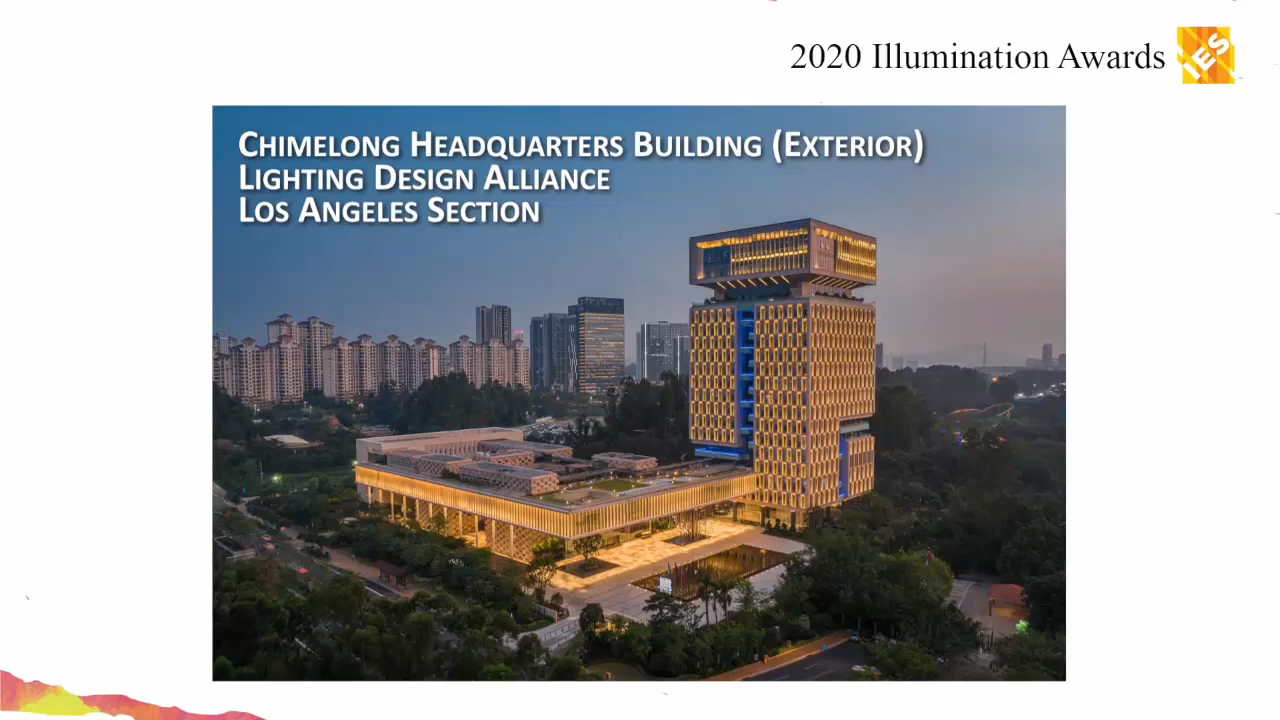 2020 Illumination Awards
IES
CHIMELONG HEADQUARTERS BUILDING (EXTERIOR)
LIGHTING DESIGN ALLIANCE
LOS ANGELES SECTION